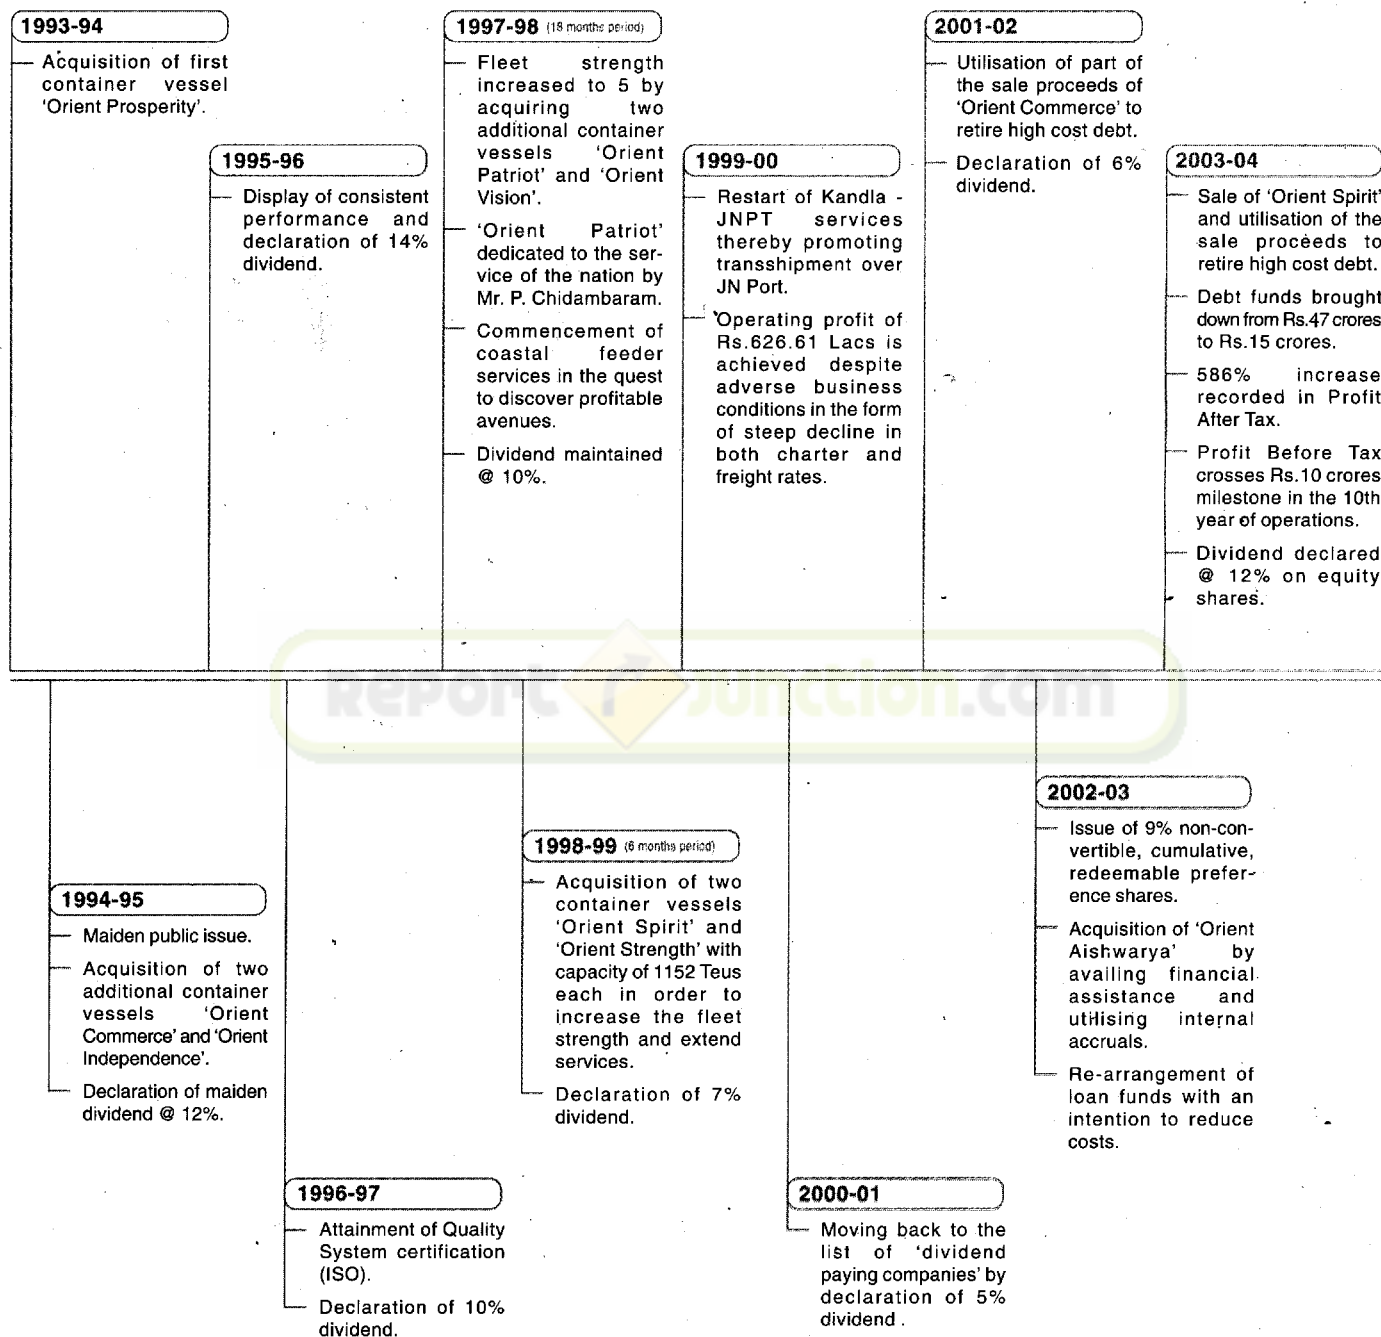 1993-94
Acquisition of first
container vessel
'Orient Prosperity'.
1995-96
Display of consistent
performance and
declaration of 14%
dividend.
1997-98 (18 months period)
Fleet strength
increased to 5 by
acquiring two
additional container
vessels 'Orient
Patriot' and 'Orient
Vision'.
'Orient Patriot'
dedicated to the ser-
vice of the nation by
Mr. P. Chidambaram.
Commencement of
coastal feeder
services in the quest
to discover profitable
avenues.
Dividend maintained
@ 10%.
1999-00
Restart of Kandla -
JNPT services
thereby promoting
transshipment over
JN Port.
Operating profit of
Rs.626.61 Lacs is
achieved despite
adverse business
conditions in the form
of steep decline in
both charter and
freight rates.
2001-02
Utilisation of part of
the sale proceeds of
'Orient Commerce' to
retire high cost debt.
Declaration of 6%
dividend.
2003-04
Sale of 'Orient Spirit'
and utilisation of the
sale proceeds to
retire high cost debt.
Debt funds brought
down from Rs.47 crores
to Rs.15 crores.
586% increase
recorded in Profit
After Tax.
Profit Before Tax
crosses Rs.10 crores
milestone in the 10th
year of operations.
Dividend declared
@ 12% on equity
shares.
Report Junction.com
1994-95
Maiden public issue.
Acquisition of two
additional container
vessels 'Orient
Commerce' and 'Orient
Independence'.
Declaration of maiden
dividend @ 12%.
1996-97
Attainment of Quality
System certification
(ISO).
Declaration of 10%
dividend.
1998-99 (6 months period)
Acquisition of two
container vessels
'Orient Spirit' and
'Orient Strength' with
capacity of 1152 Teus
each in order to
increase the fleet
strength and extend
services.
Declaration of 7%
dividend.
2000-01
Moving back to the
list of 'dividend
paying companies' by
declaration of 5%
dividend .
2002-03
Issue of 9% non-con-
vertible, cumulative,
redeemable prefer-
ence shares.
Acquisition of 'Orient
Aishwarya' by
availing financial
assistance and
utilising internal
accruals.
Re-arrangement of
loan funds with an
intention to reduce
costs.